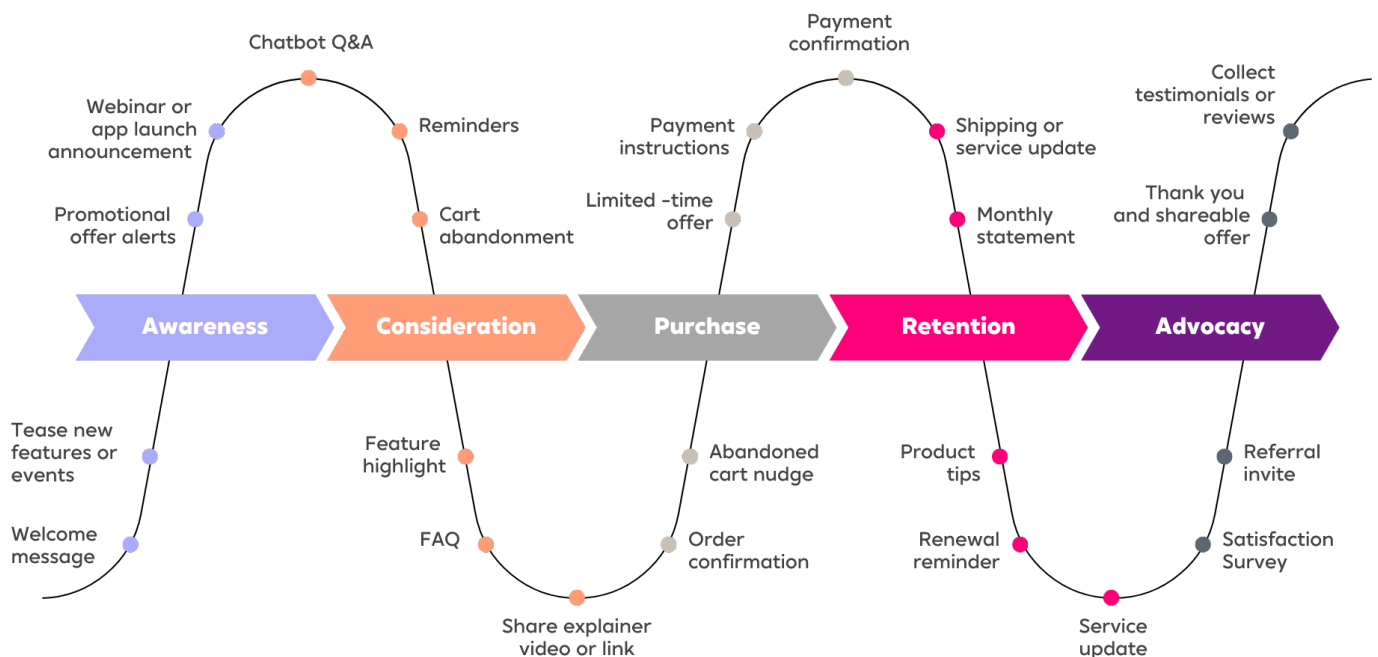 Chatbot Q&A
Webinar or
app launch
announcement
Promotional
offer alerts
Reminders
Cart
abandonment
Payment
confirmation
Payment
instructions
Limited -time
offer
Shipping or
service update
Monthly
statement
Collect
testimonials or
reviews
Thank you
and shareable
offer
Awareness
Consideration
Purchase
Retention
Advocacy
Tease new
features or
events
Welcome
message
Feature
highlight
FAQ
Share explainer
video or link
Abandoned
cart nudge
Order
confirmation
Product
tips
Renewal
reminder
Service
update
Referral
invite
Satisfaction
Survey